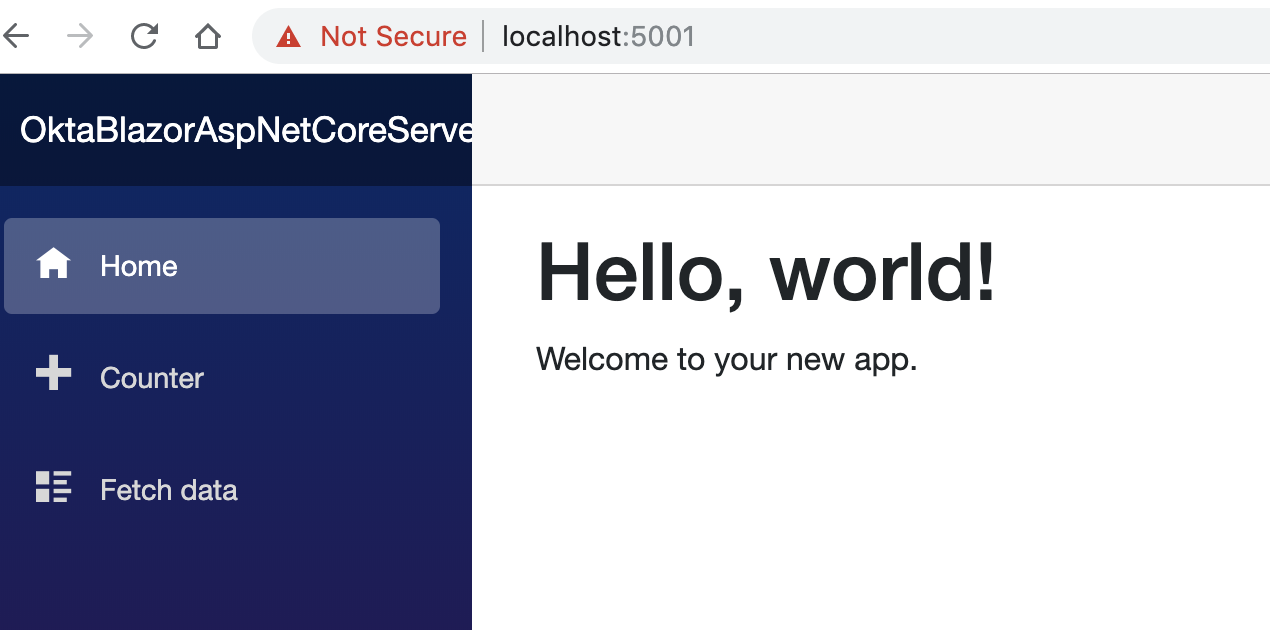 Not Secure localhost:5001
OktaBlazorAspNetCoreServe
Home
Hello, world!
Welcome to your new app.
Counter
Fetch data